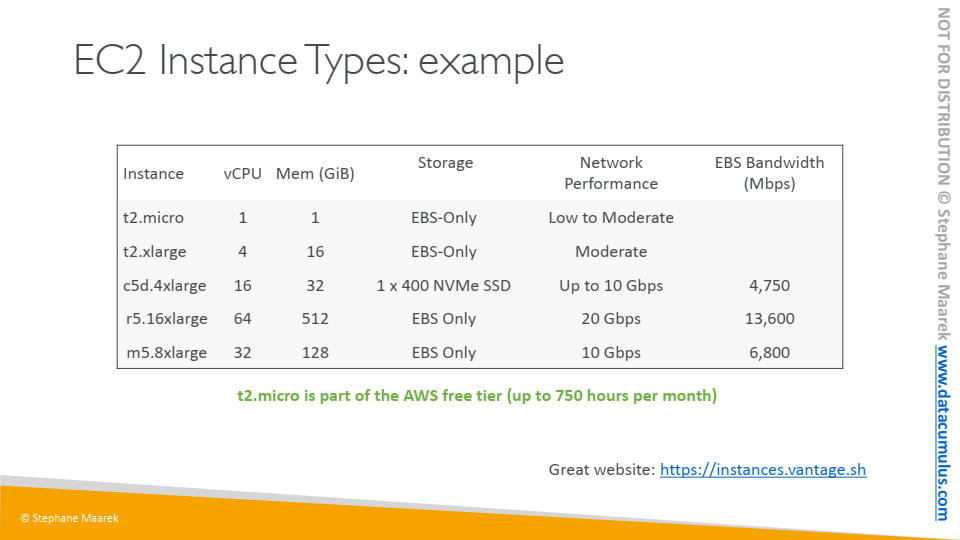 EC2 Instance Types: example
Instance vCPU Mem (GiB) Storage Network Performance EBS Bandwidth (Mbps)
t2.micro 1 1 EBS-Only Low to Moderate
t2.xlarge 4 16 EBS-Only Moderate
c5d.4xlarge 16 32 1 x 400 NVMe SSD Up to 10 Gbps 4,750
r5.16xlarge 64 512 EBS Only 20 Gbps 13,600
m5.8xlarge 32 128 EBS Only 10 Gbps 6,800
t2.micro is part of the AWS free tier (up to 750 hours per month)
Great website: https://instances.vantage.sh
© Stephane Maarek
NOT FOR DISTRIBUTION © Stephane Maarek www.datacumulus.com